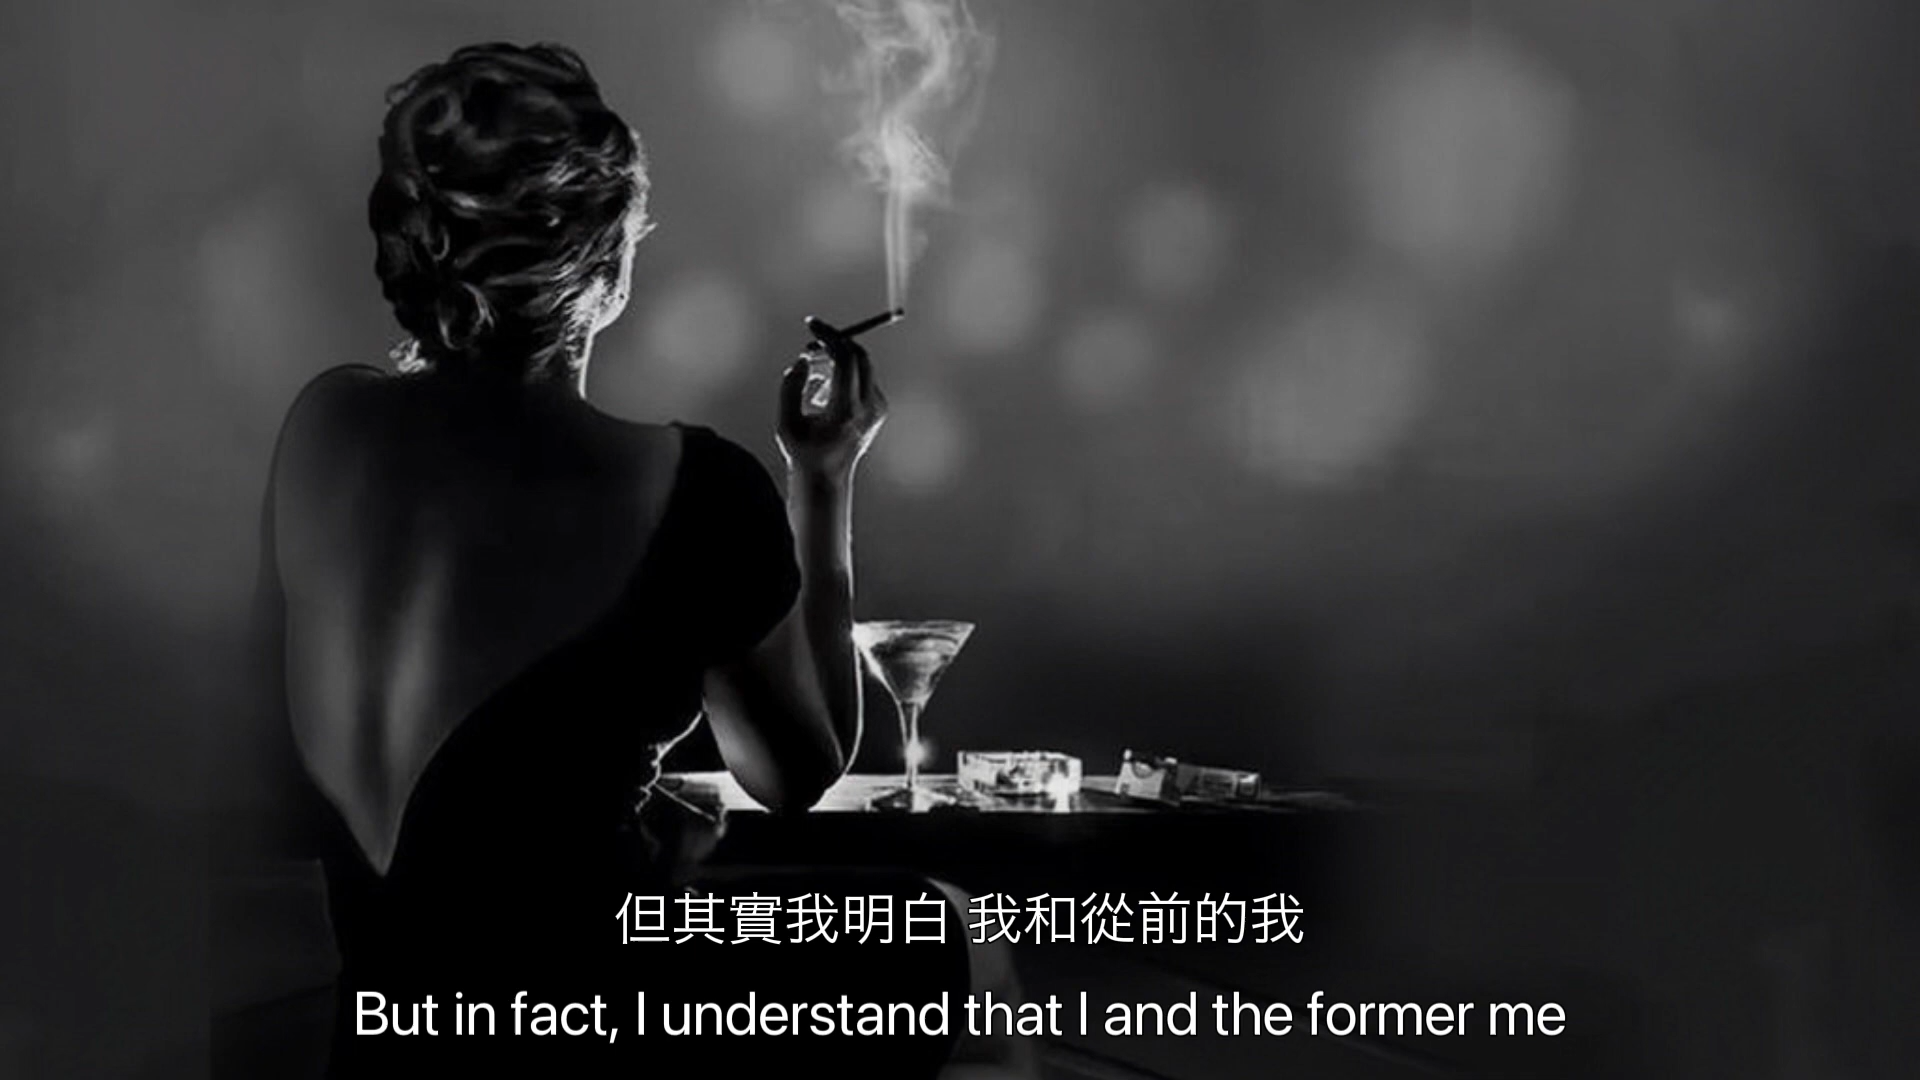 但其實我明白 我和從前的我
But in fact, I understand that I and the former me